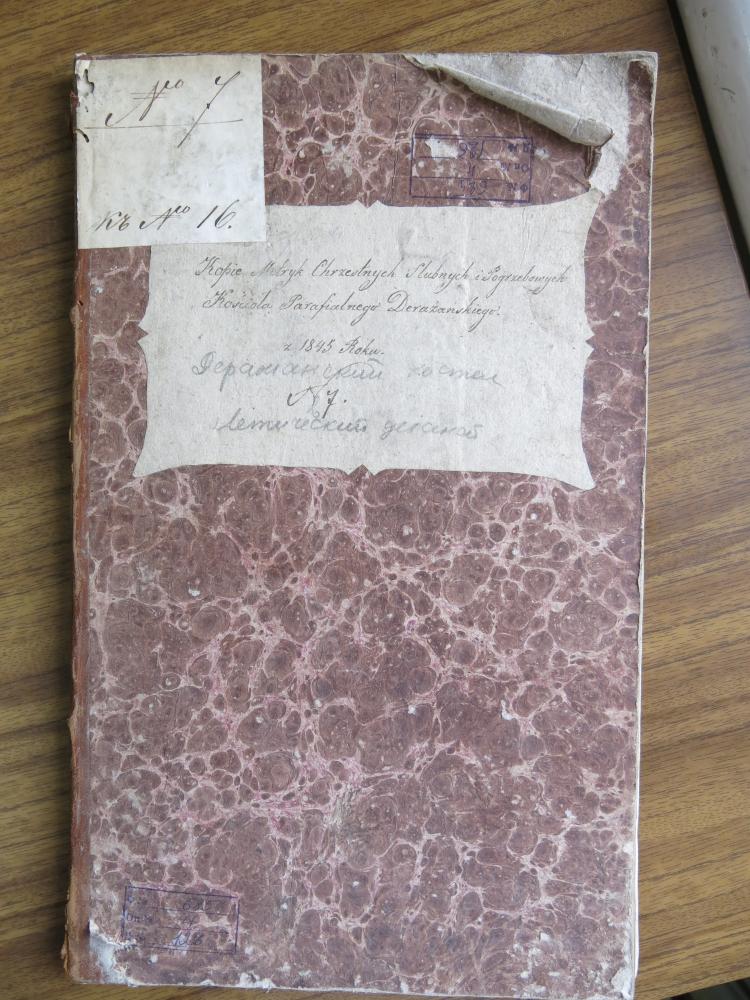 № 7
къ № 16.
Kopie Metryk Chrzestnych Slubnych i Pogrzebowych
Kościoła Parafialnego Derażanskiego.
z 1845 Roku.
Деражанский костел
№ 7.
Летический деканат